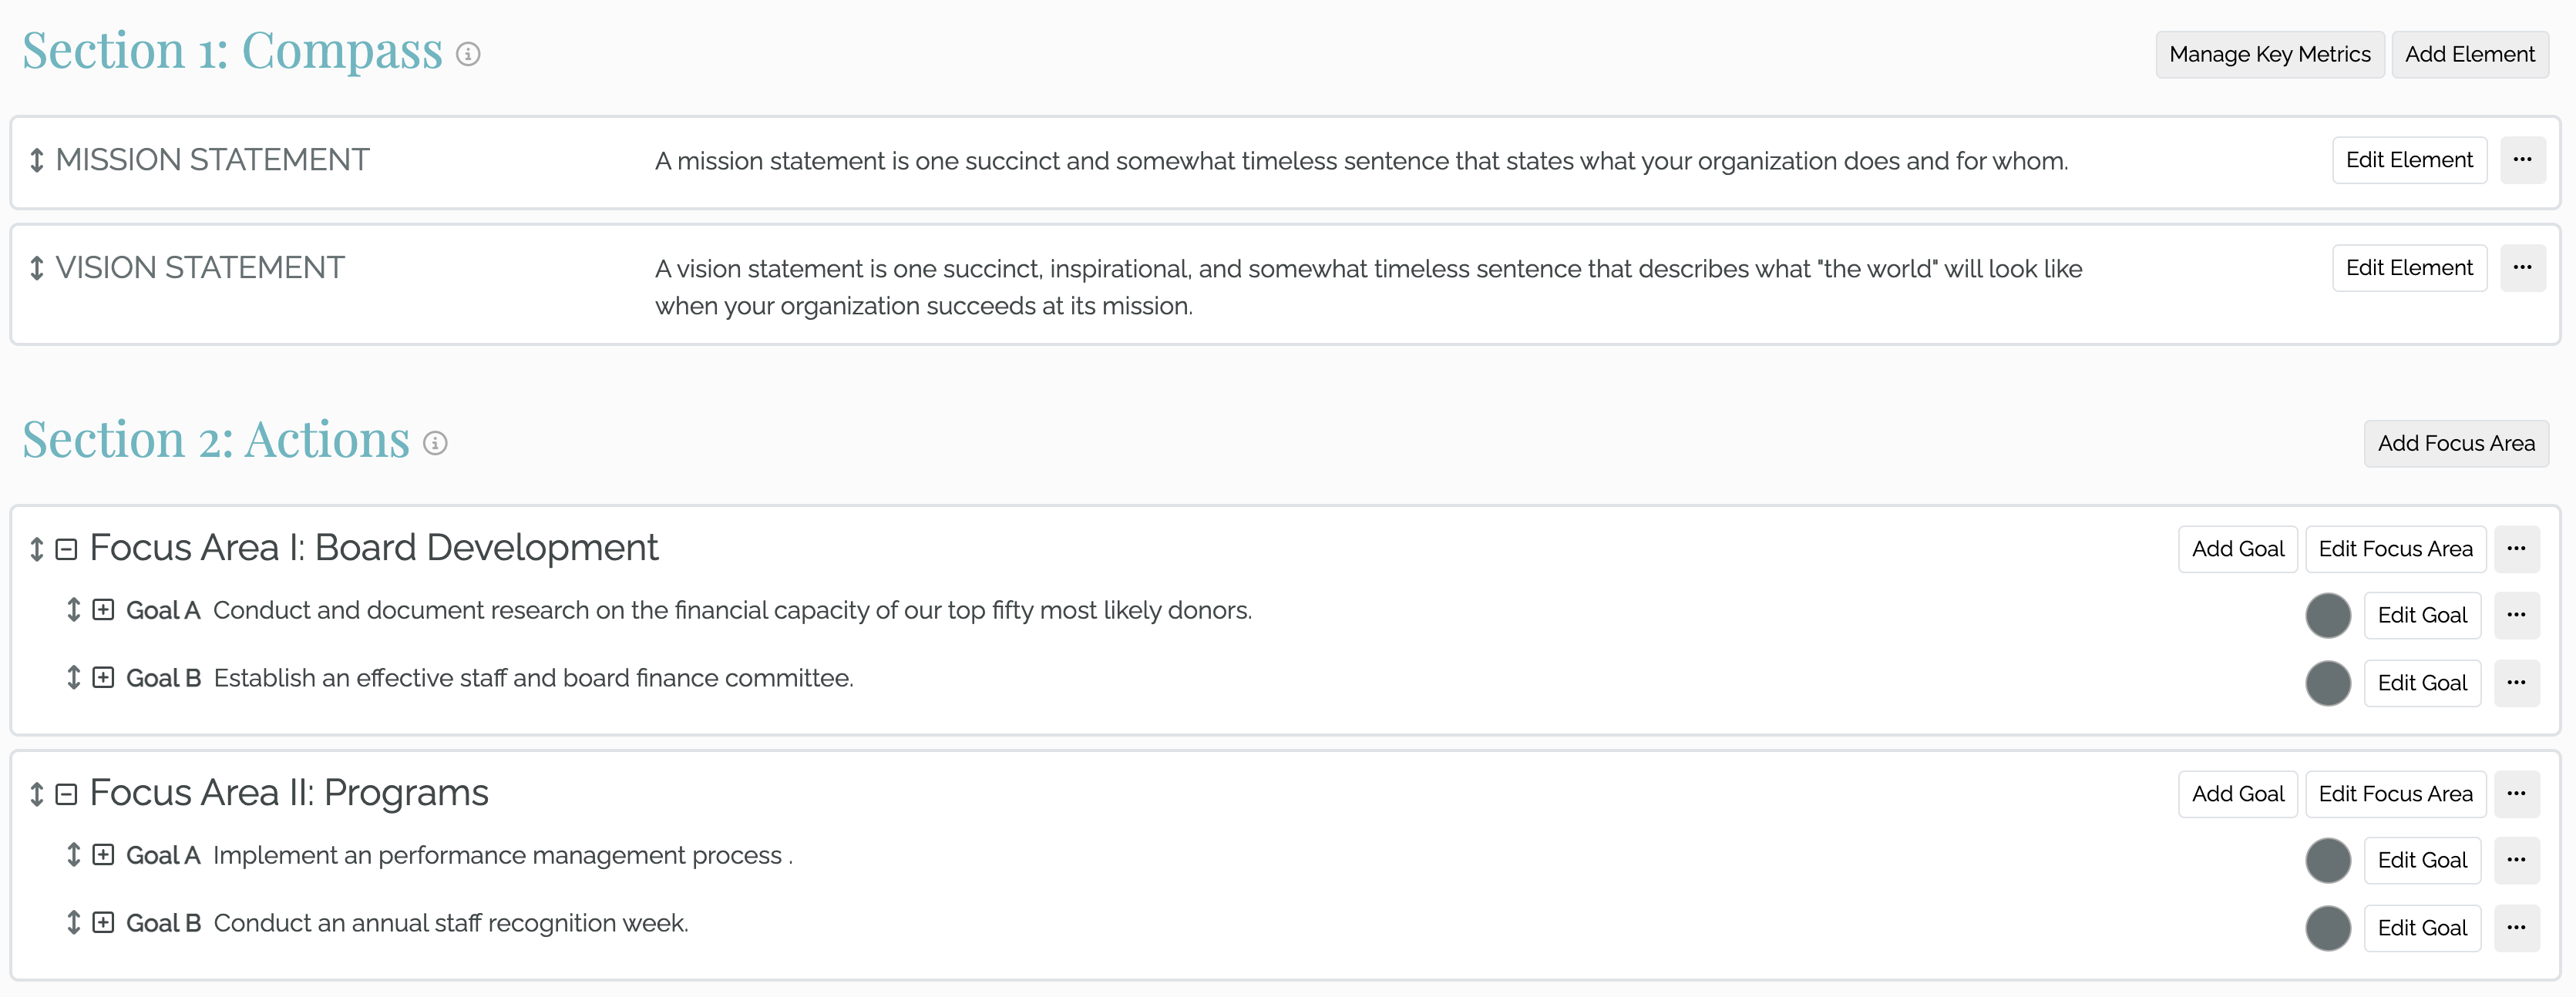 Section 1: Compass
Manage Key Metrics
Add Element
MISSION STATEMENT
A mission statement is one succinct and somewhat timeless sentence that states what your organization does and for whom.
Edit Element
...
VISION STATEMENT
A vision statement is one succinct, inspirational, and somewhat timeless sentence that describes what "the world" will look like
when your organization succeeds at its mission.
Edit Element
...
Section 2: Actions
Add Focus Area
Focus Area I: Board Development
Add Goal
Edit Focus Area
...
Goal A Conduct and document research on the financial capacity of our top fifty most likely donors.
Edit Goal
...
Goal B Establish an effective staff and board finance committee.
Edit Goal
...
Focus Area II: Programs
Add Goal
Edit Focus Area
...
Goal A Implement an performance management process .
Edit Goal
...
Goal B Conduct an annual staff recognition week.
Edit Goal
...